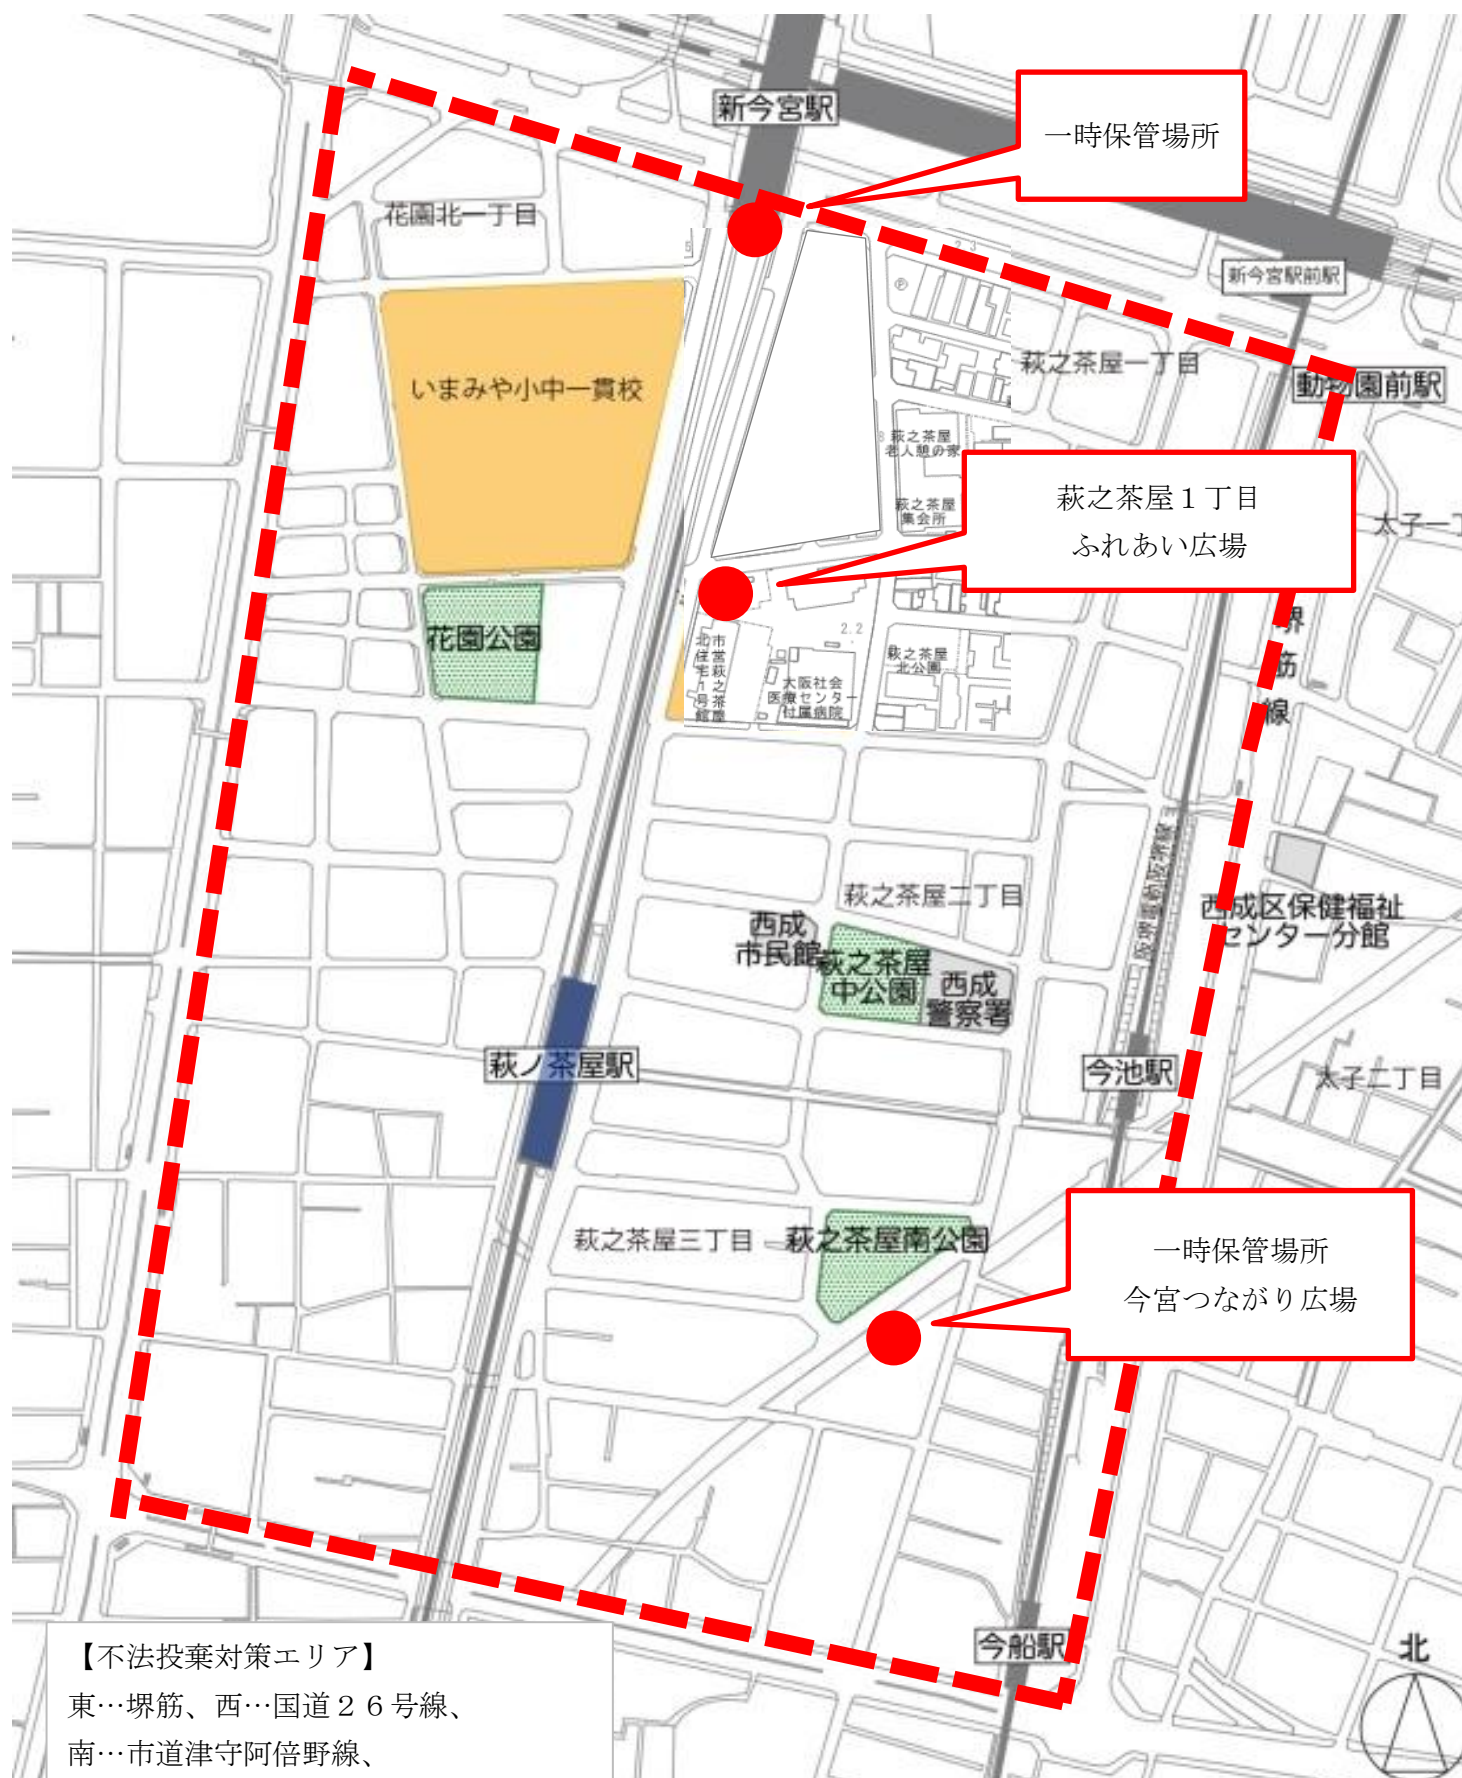 新今宮駅
一時保管場所
花園北一丁目
新今宮駅前駅
いまみや小中一貫校
萩之茶屋一丁目
動物園前駅
萩之茶屋
老人憩の家
萩之茶屋１丁目
ふれあい広場
萩之茶屋
集会所
太子一丁
花園公園
堺筋線
市営萩之茶屋
北住宅1号館
2.3
2.2
萩之茶屋
北公園
大阪社会
医療センター
付属病院
萩之茶屋二丁目
西成
市民館
萩之茶屋
中公園
西成
警察署
西成区保健福祉
センター分館
萩ノ茶屋駅
今池駅
太子二丁目
萩之茶屋三丁目
萩之茶屋南公園
一時保管場所
今宮つながり広場
今船駅
北
【不法投棄対策エリア】
東…堺筋、西…国道２６号線、
南…市道津守阿倍野線、